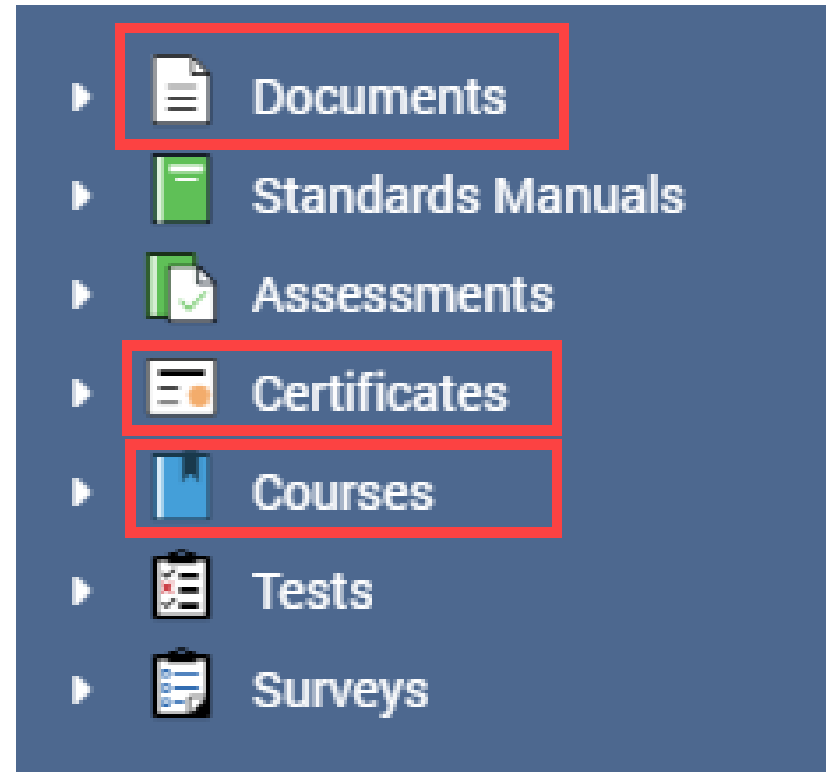 Documents
Standards Manuals
Assessments
Certificates
Courses
Tests
Surveys